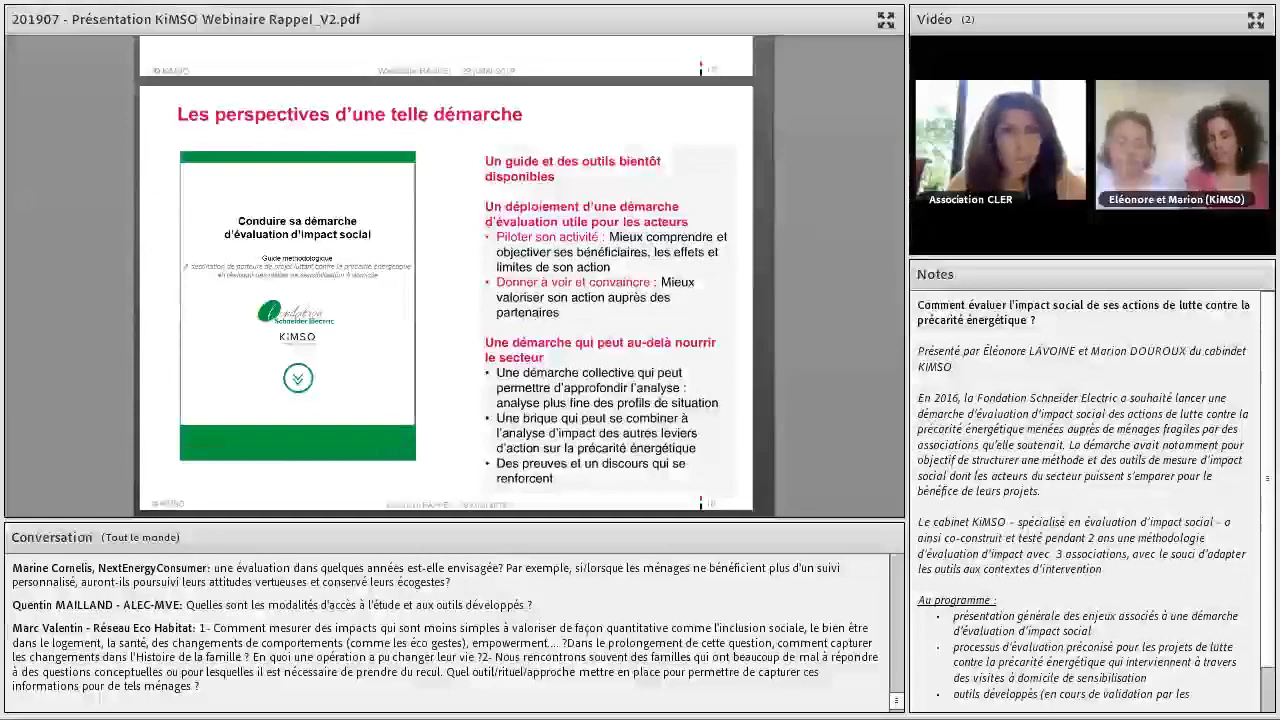 201907 - Présentation KiMSO Webinaire Rappel_V2.pdf
Les perspectives d'une telle démarche
Conduire sa démarche
d'évaluation d'impact social
Guide méthodologique
Fondation
Schneider Electric
KiMSO
Un guide et des outils bientôt
disponibles
Un déploiement d'une démarche
d'évaluation utile pour les acteurs
• Piloter son activité : Mieux comprendre et
objectiver ses bénéficiaires, les effets et
limites de son action
• Donner à voir et convaincre : Mieux
valoriser son action auprès des
partenaires
Une démarche qui peut au-delà nourrir
le secteur
• Une démarche collective qui peut
permettre d'approfondir l'analyse :
analyse plus fine des profils de situation
• Une brique qui peut se combiner à
l'analyse d'impact des autres leviers
d'action sur la précarité énergétique
• Des preuves et un discours qui se
renforcent
Vidéo (2)
Association CLER
Eléonore et Marion (KiMSO)
Notes
Comment évaluer l'impact social de ses actions de lutte contre la
précarité énergétique ?
Présenté par Éléonore LAVOINE et Marion DOUROUX du cabindet
KIMSO
En 2016, la Fondation Schneider Electric a souhaité lancer une
démarche d'évaluation d'impact social des actions de lutte contre la
précarité énergétique menées auprès de ménages fragiles par des
associations qu'elle soutenait. La démarche avait notamment pour
objectif de structurer une méthode et des outils de mesure d'impact
social dont les acteurs du secteur puissent s'emparer pour le
bénéfice de leurs projets.
Le cabinet KiMSO – spécialisé en évaluation d'impact social – a
ainsi co-construit et testé pendant 2 ans une méthodologie
d'évaluation d'impact avec 3 associations, avec le souci d'adapter
les outils aux contextes d'intervention
Au programme :
• présentation générale des enjeux associés à une démarche
d'évaluation d'impact social
• processus d'évaluation préconisé pour les projets de lutte
contre la précarité énergétique qui interviennent à travers
des visites à domicile de sensibilisation
• outils développés (en cours de validation par les
Conversation (Tout le monde)
Marine Cornelis, NextEnergyConsumer: une évaluation dans quelques années est-elle envisagée? Par exemple, si/lorsque les ménages ne bénéficient plus d'un suivi
personnalisé, auront-ils poursuivi leurs attitudes vertueuses et conservé leurs écogestes?
Quentin MAILLAND - ALEC-MVE: Quelles sont les modalités d'accès à l'étude et aux outils développés ?
Marc Valentin - Réseau Eco Habitat: 1- Comment mesurer des impacts qui sont moins simples à valoriser de façon quantitative comme l'inclusion sociale, le bien être
dans le logement, la santé, des changements de comportements (comme les éco gestes), empowerment.... ?Dans le prolongement de cette question, comment capturer
les changements dans l'Histoire de la famille ? En quoi une opération a pu changer leur vie ?2- Nous rencontrons souvent des familles qui ont beaucoup de mal à répondre
à des questions conceptuelles ou pour lesquelles il est nécessaire de prendre du recul. Quel outil/rituel/approche mettre en place pour permettre de capturer ces
informations pour de tels ménages ?